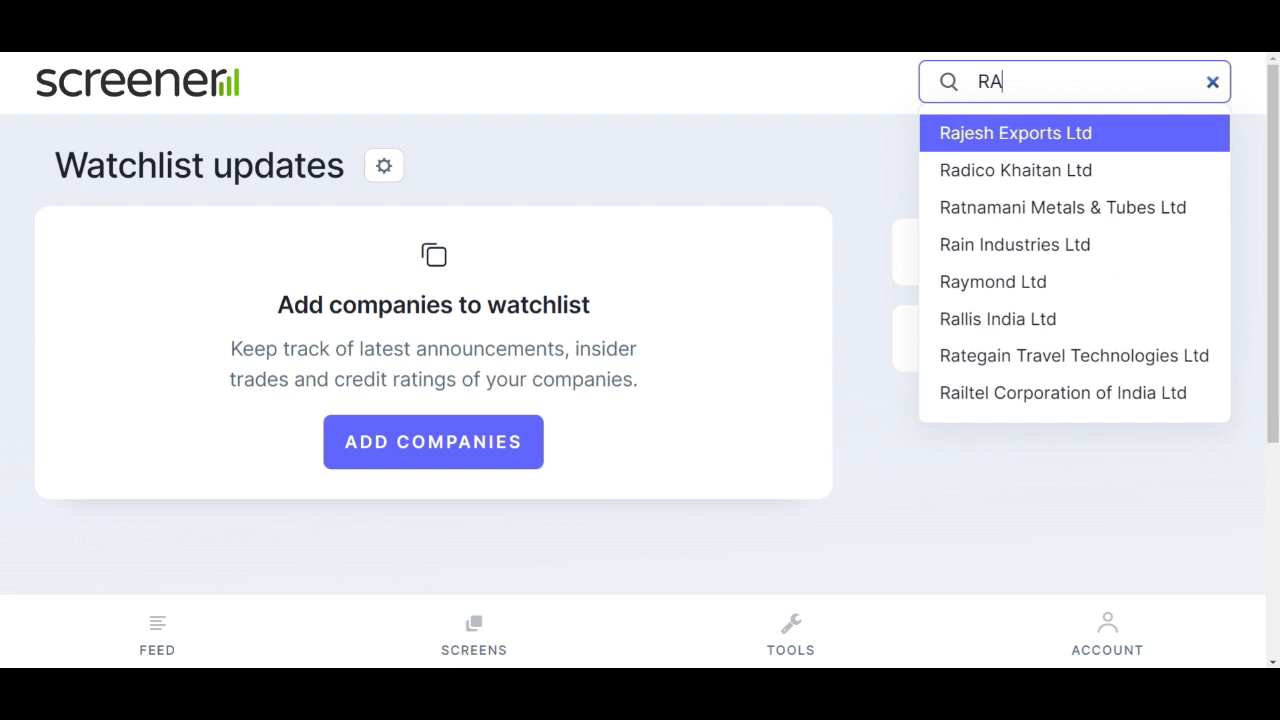 screener
RA
Rajesh Exports Ltd
Radico Khaitan Ltd
Ratnamani Metals & Tubes Ltd
Rain Industries Ltd
Raymond Ltd
Rallis India Ltd
Rategain Travel Technologies Ltd
Railtel Corporation of India Ltd
Watchlist updates
Add companies to watchlist
Keep track of latest announcements, insider
trades and credit ratings of your companies.
ADD COMPANIES
FEED
SCREENS
TOOLS
ACCOUNT